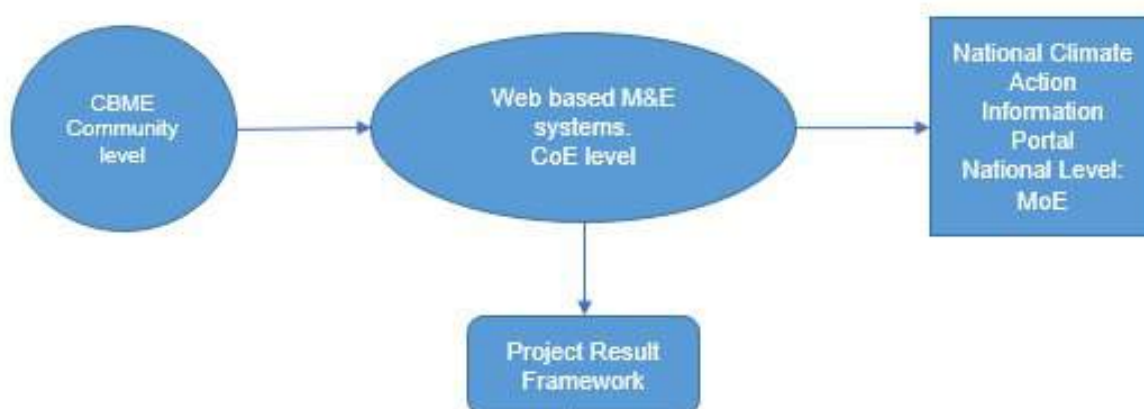 CBME
Community
level
Web based M&E
systems.
CoE level
National Climate
Action
Information
Portal
National Level:
MoE
Project Result
Framework